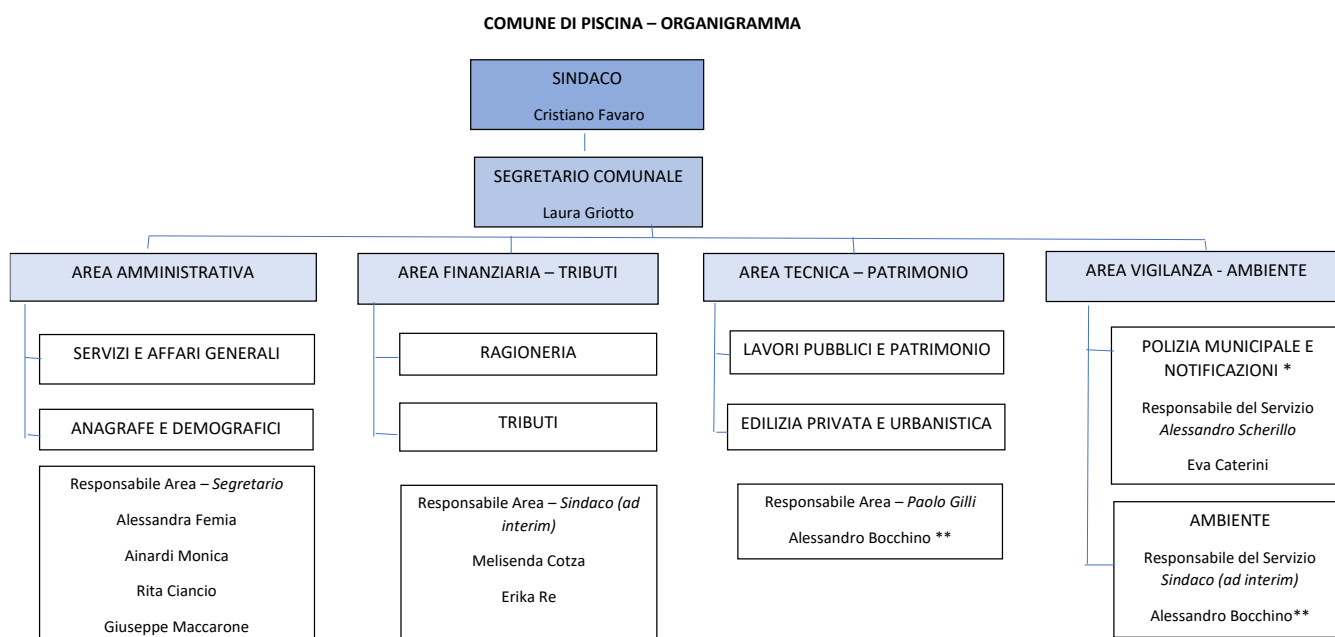 COMUNE DI PISCINA – ORGANIGRAMMA
SINDACO
Cristiano Favaro
SEGRETARIO COMUNALE
Laura Griotto
AREA AMMINISTRATIVA
SERVIZI E AFFARI GENERALI
ANAGRAFE E DEMOGRAFICI
Responsabile Area – Segretario
Alessandra Femia
Ainardi Monica
Rita Ciancio
Giuseppe Maccarone
AREA FINANZIARIA – TRIBUTI
RAGIONERIA
TRIBUTI
Responsabile Area – Sindaco (ad
interim)
Melisenda Cotza
Erika Re
AREA TECNICA – PATRIMONIO
LAVORI PUBBLICI E PATRIMONIO
EDILIZIA PRIVATA E URBANISTICA
Responsabile Area – Paolo Gilli
Alessandro Bocchino **
AREA VIGILANZA - AMBIENTE
POLIZIA MUNICIPALE E
NOTIFICAZIONI *
Responsabile del Servizio
Alessandro Scherillo
Eva Caterini
AMBIENTE
Responsabile del Servizio
Sindaco (ad interim)
Alessandro Bocchino**